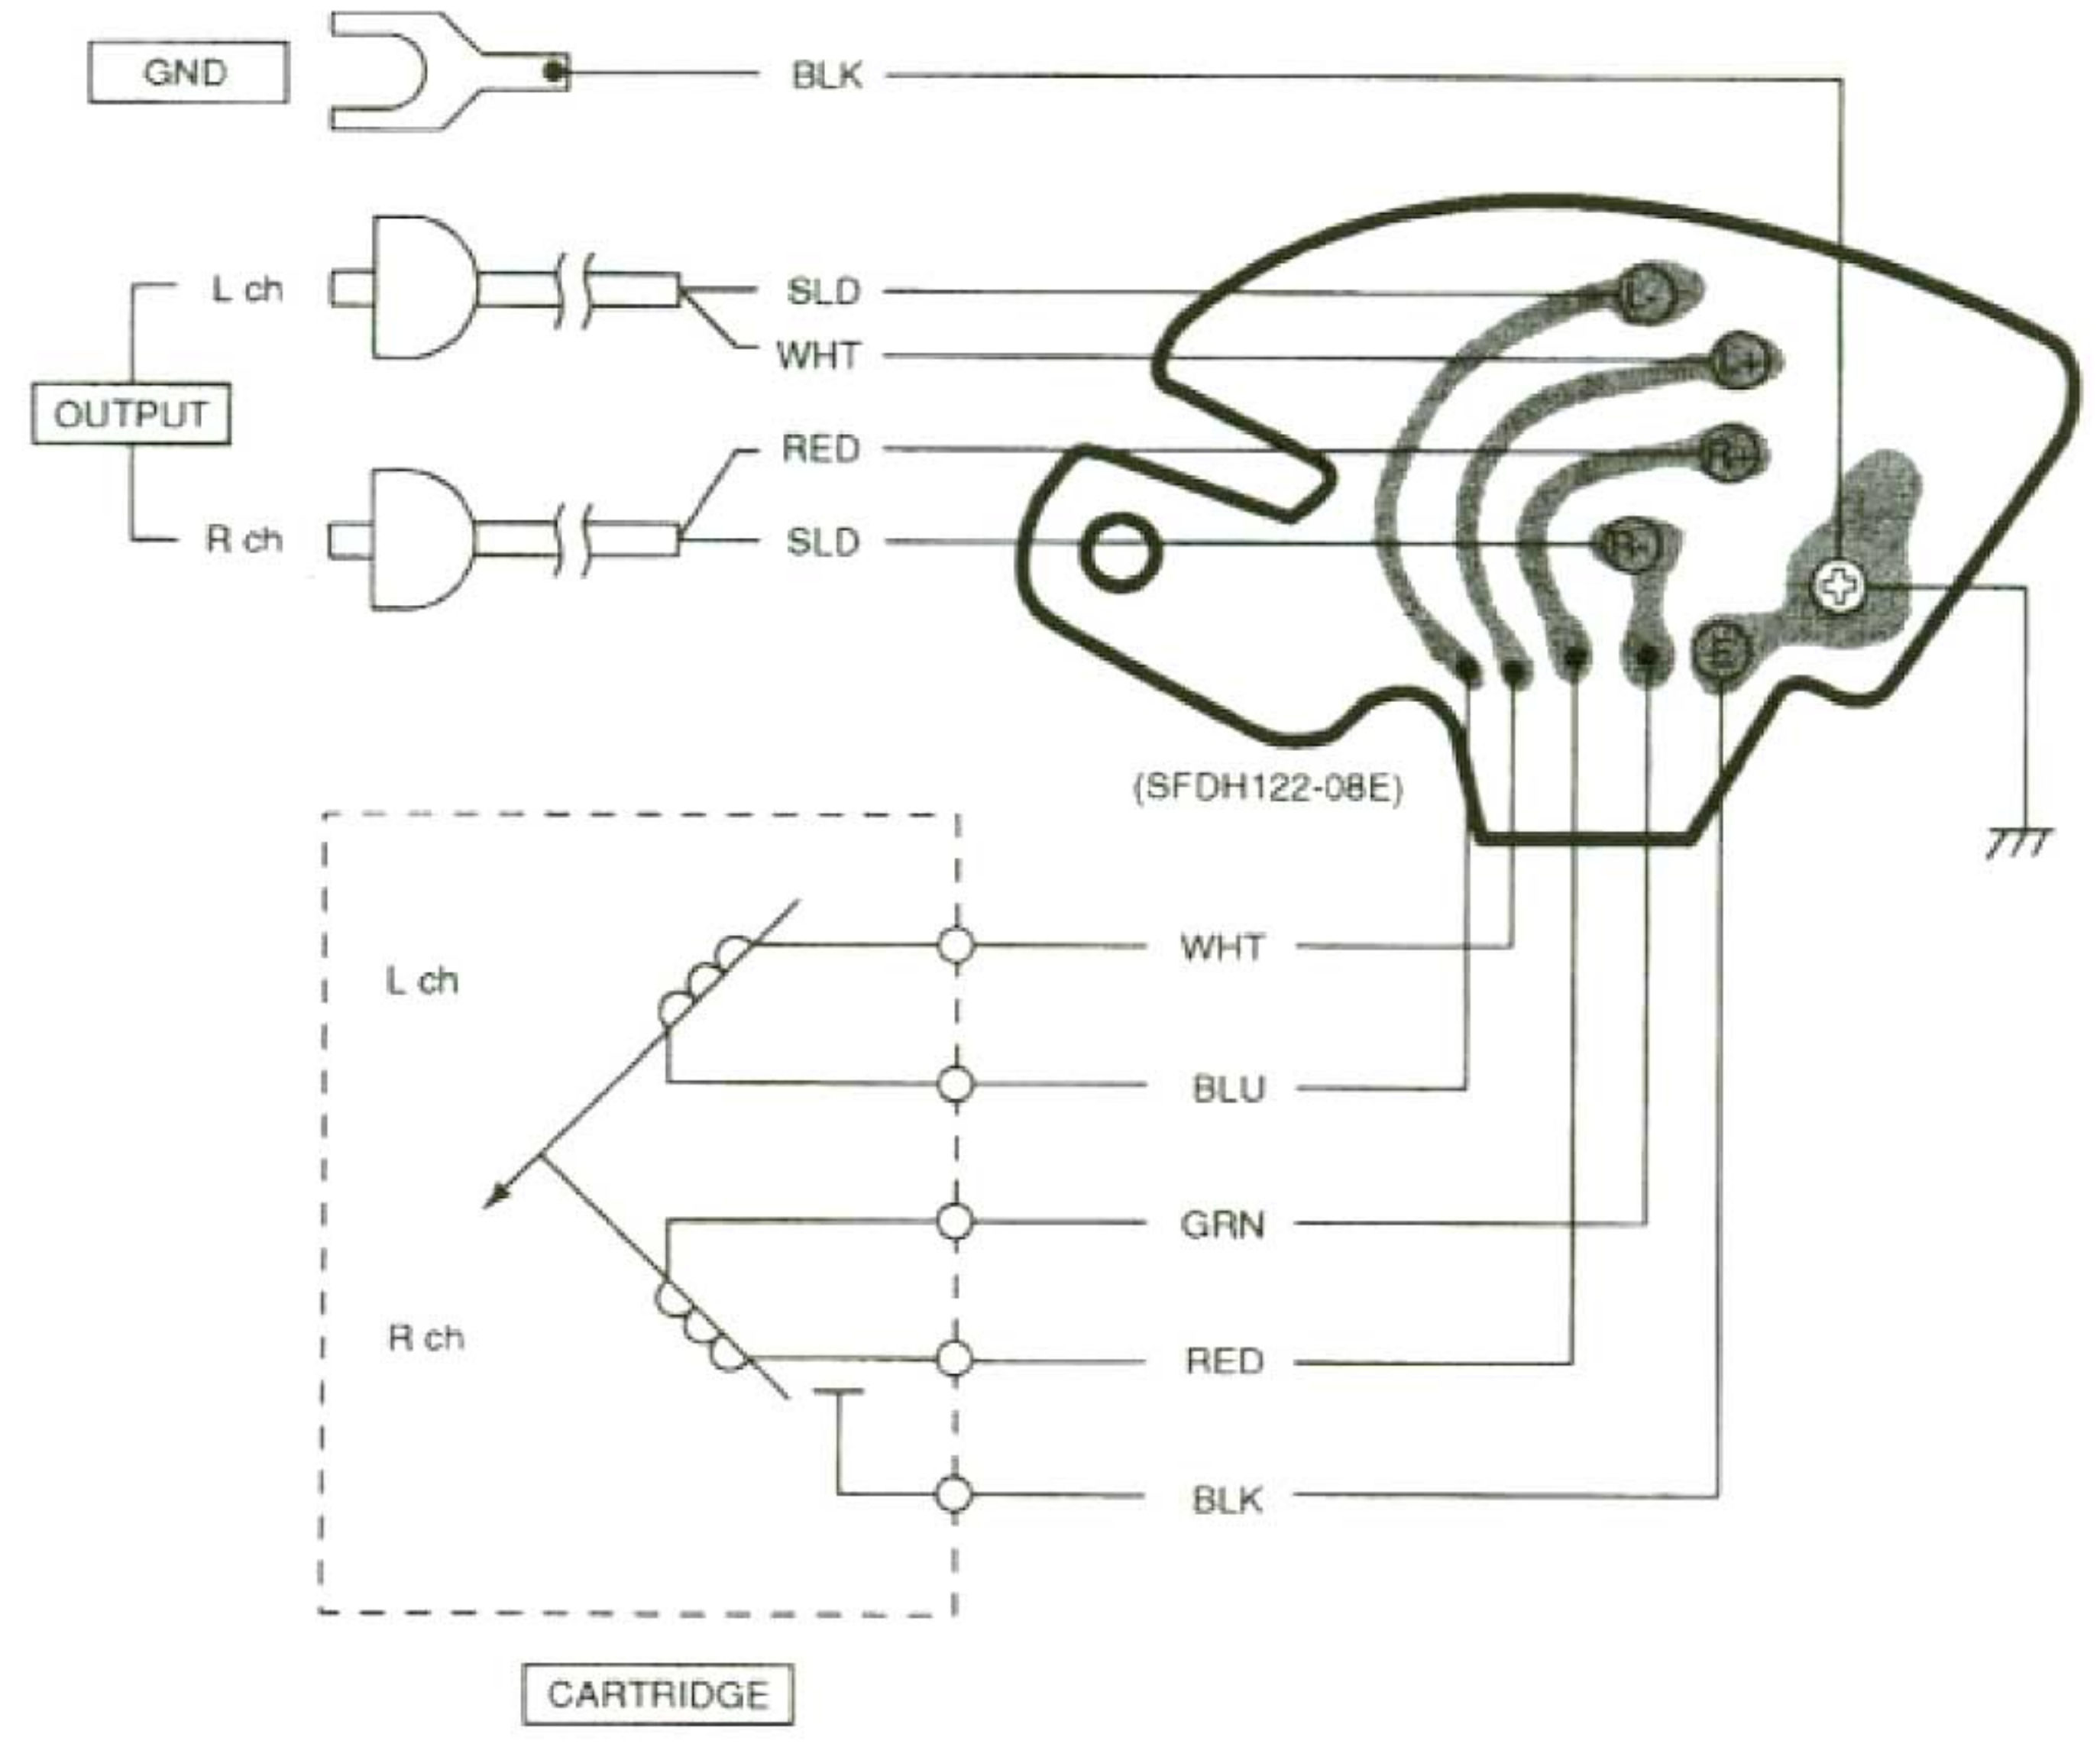 GND
BLK
L ch
SLD
WHT
OUTPUT
RED
R ch
SLD
L-
L+
R+
R-
E
(SFDH122-08E)
L ch
WHT
BLU
GRN
R ch
RED
BLK
CARTRIDGE